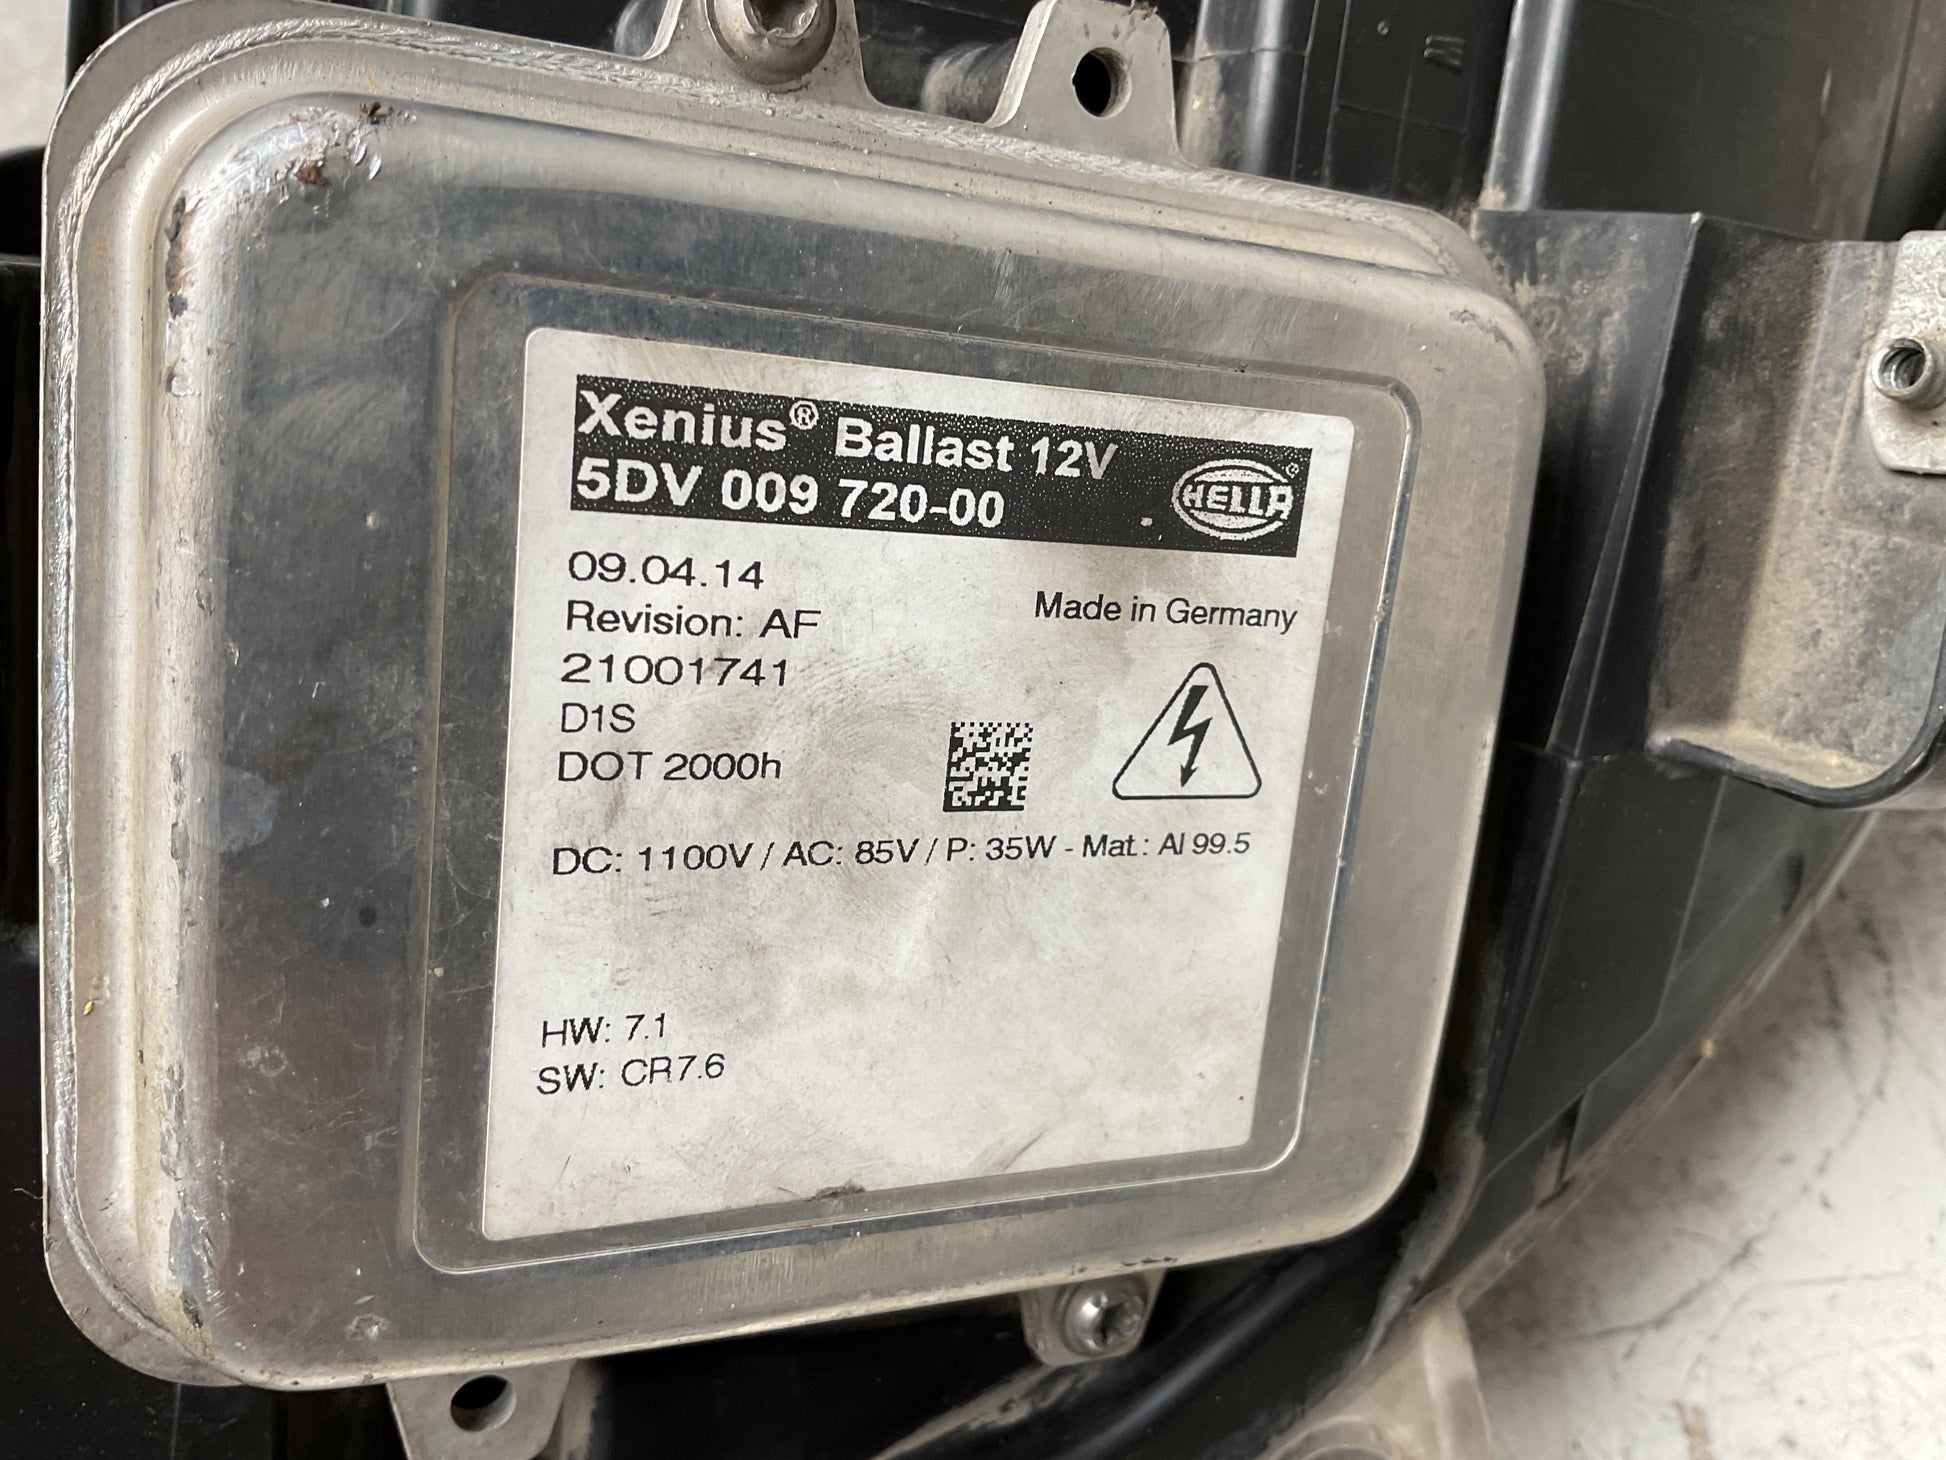 Xenius® Ballast 12V
5DV 009 720-00
HELLA®
09.04.14
Revision: AF
Made in Germany
21001741
D1S
DOT 2000h
DC: 1100V / AC: 85V / P: 35W - Mat.: Al 99.5
HW: 7.1
SW: CR7.6